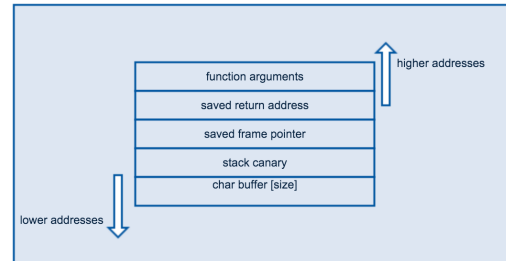 higher addresses
function arguments
saved return address
saved frame pointer
stack canary
char buffer [size]
lower addresses